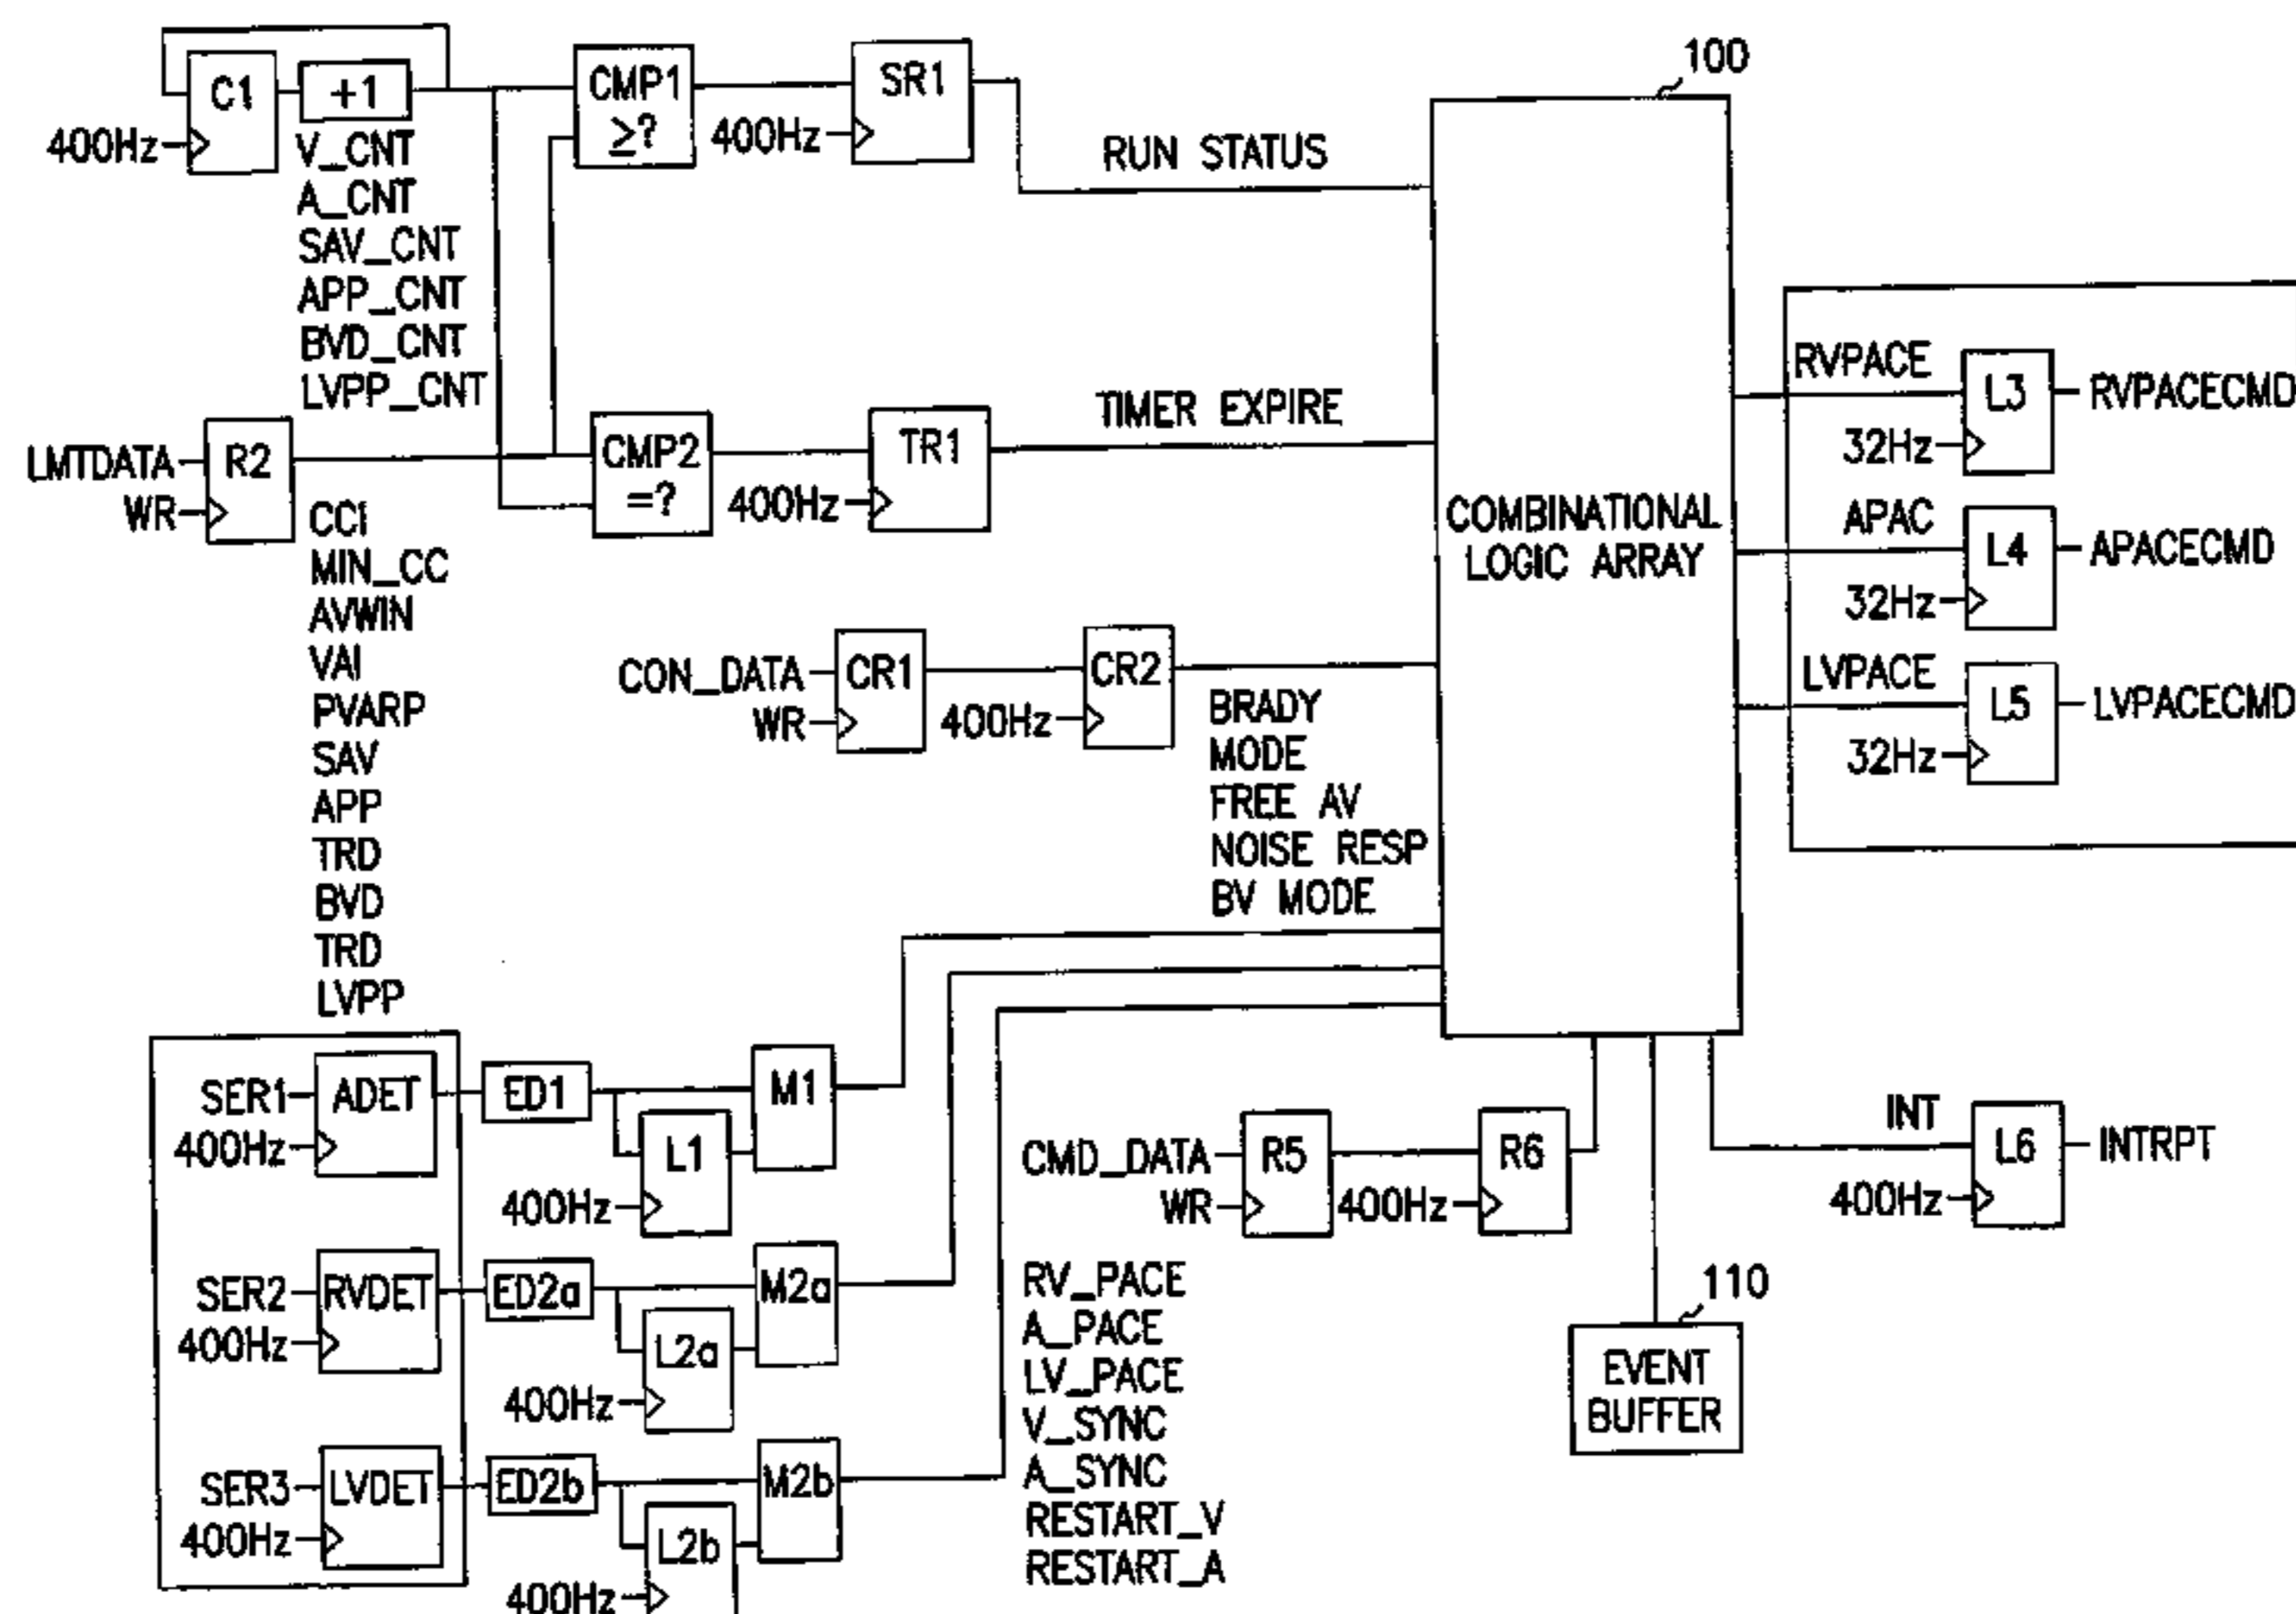 100
C1
+1
400Hz
V_CNT
A_CNT
SAV_CNT
APP_CNT
BVD_CNT
LVPP_CNT
CMP1
≥?
SR1
400Hz
RUN STATUS
LMTDATA
WR
R2
CCI
MIN_CC
AVWIN
VAI
PVARP
SAV
APP
TRD
BVD
TRD
LVPP
CMP2
=?
TR1
400Hz
TIMER EXPIRE
COMBINATIONAL
LOGIC ARRAY
RVPACE
L3
RVPACECMD
32Hz
APAC
L4
APACECMD
32Hz
LVPACE
L5
LVPACECMD
32Hz
CON_DATA
WR
CR1
CR2
400Hz
BRADY
MODE
FREE AV
NOISE RESP
BV MODE
SER1
ADET
400Hz
ED1
L1
400Hz
M1
SER2
RVDET
400Hz
ED2a
L2a
400Hz
M2a
SER3
LVDET
400Hz
ED2b
L2b
400Hz
M2b
CMD_DATA
WR
R5
R6
400Hz
RV_PACE
A_PACE
LV_PACE
V_SYNC
A_SYNC
RESTART_V
RESTART_A
INT
L6
INTRPT
400Hz
110
EVENT
BUFFER